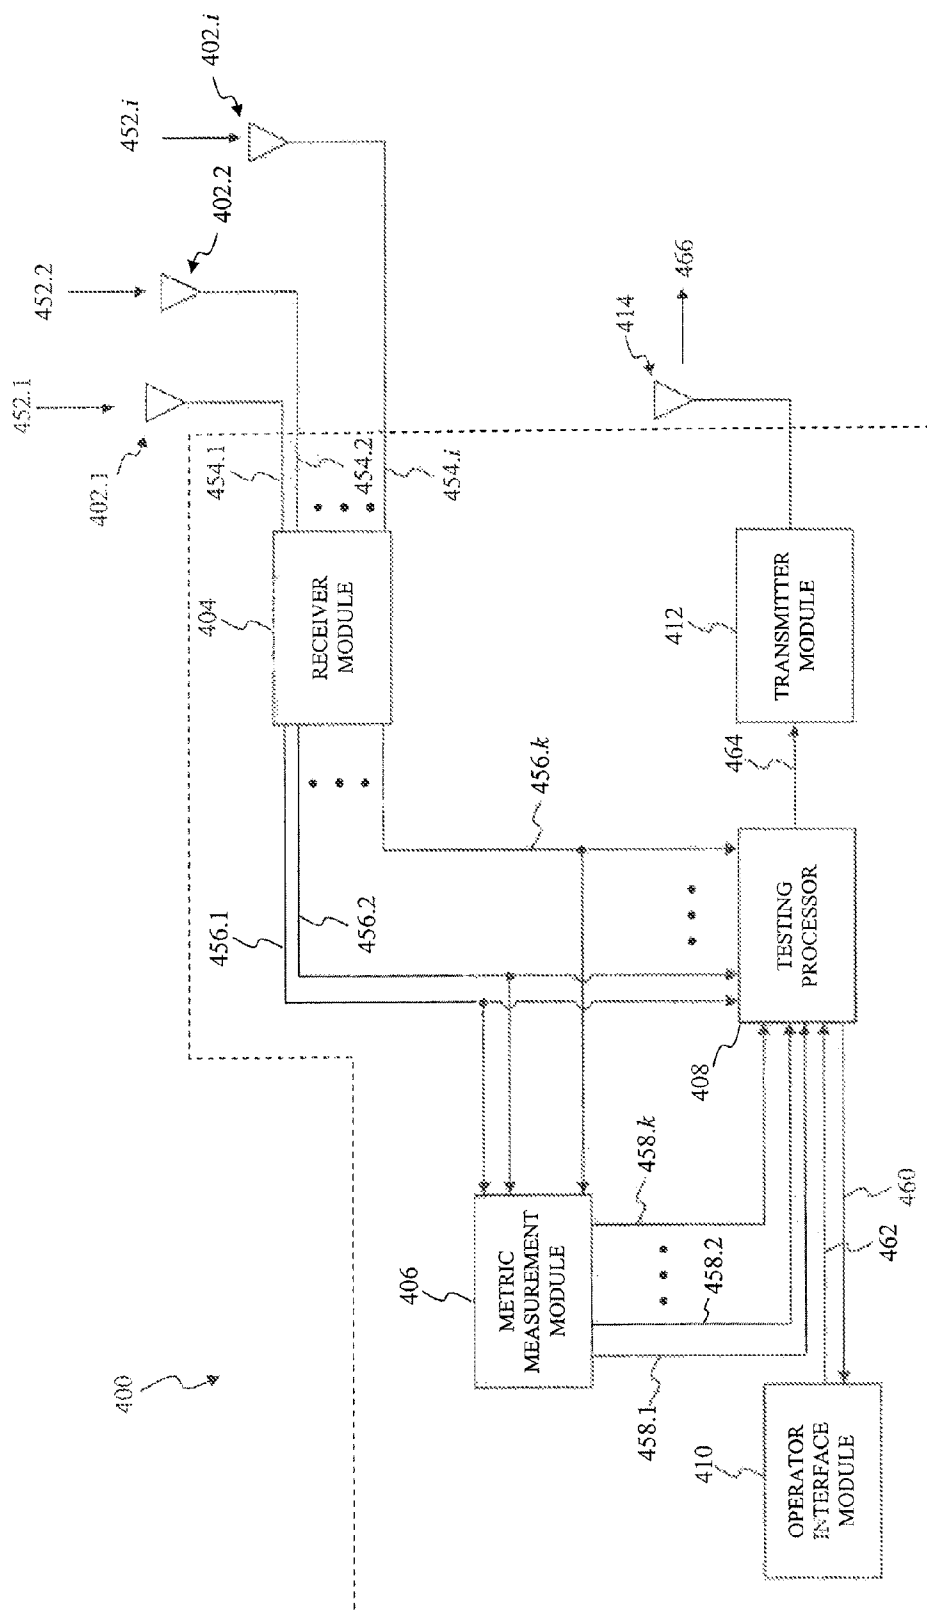 400
402.1
452.1
452.2
402.2
452.i
402.i
454.1
454.2
454.i
404
RECEIVER
MODULE
456.1
456.2
456.k
406
METRIC
MEASUREMENT
MODULE
458.k
458.2
458.1
408
TESTING
PROCESSOR
464
412
TRANSMITTER
MODULE
414
466
410
OPERATOR
INTERFACE
MODULE
462
460